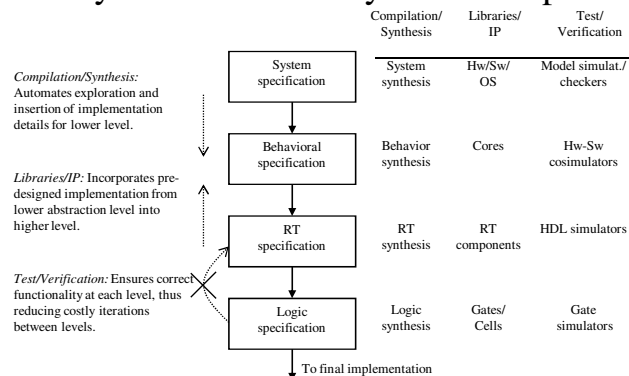 Compilation/ Libraries/ Test/
Synthesis IP Verification
Compilation/Synthesis:
Automates exploration and
insertion of implementation
details for lower level.
System
specification
System Hw/Sw/ Model simulat./
synthesis OS checkers
Libraries/IP: Incorporates pre-
designed implementation from
lower abstraction level into
higher level.
Behavioral
specification
Behavior Cores Hw-Sw
synthesis cosimulators
RT
specification
RT RT HDL simulators
synthesis components
Test/Verification: Ensures correct
functionality at each level, thus
reducing costly iterations
between levels.
Logic
specification
Logic Gates/ Gate
synthesis Cells simulators
To final implementation